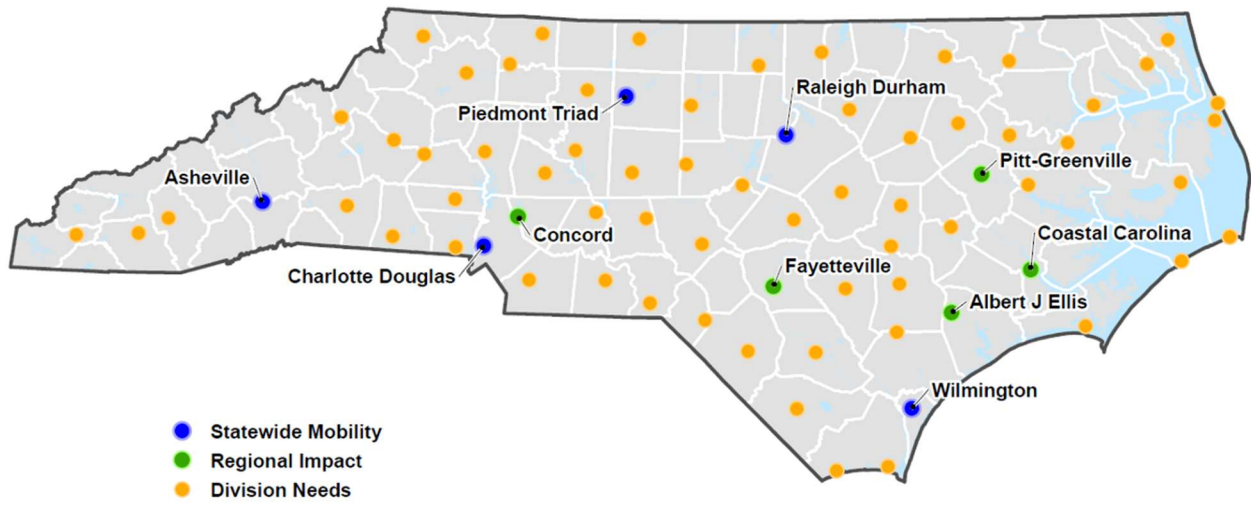 Raleigh Durham
Piedmont Triad
Pitt-Greenville
Asheville
Coastal Carolina
Concord
Fayetteville
Charlotte Douglas
Albert J Ellis
Wilmington
Statewide Mobility
Regional Impact
Division Needs